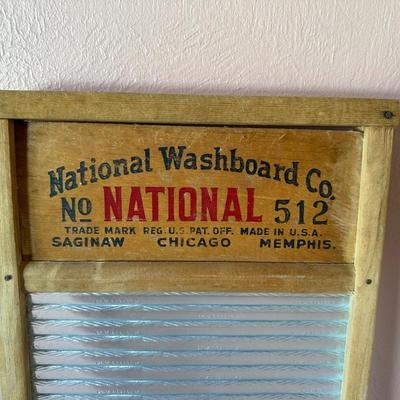 National Washboard Co.
No NATIONAL 512
TRADE MARK REG. U.S. PAT. OFF. MADE IN U.S.A.
SAGINAW CHICAGO MEMPHIS.